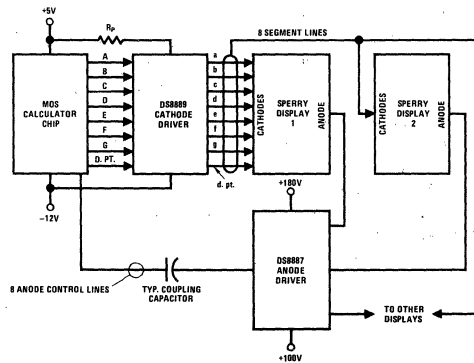 +5V
Rp
8 SEGMENT LINES
MOS
CALCULATOR
CHIP
A
B
C
D
E
F
G
D. PT.
DS8889
CATHODE
DRIVER
a
b
c
d
e
f
g
d. pt.
CATHODES
SPERRY
DISPLAY
1
ANODE
CATHODES
SPERRY
DISPLAY
2
ANODE
-12V
+180V
DS8887
ANODE
DRIVER
8 ANODE CONTROL LINES
TYP. COUPLING
CAPACITOR
TO OTHER
DISPLAYS
+100V